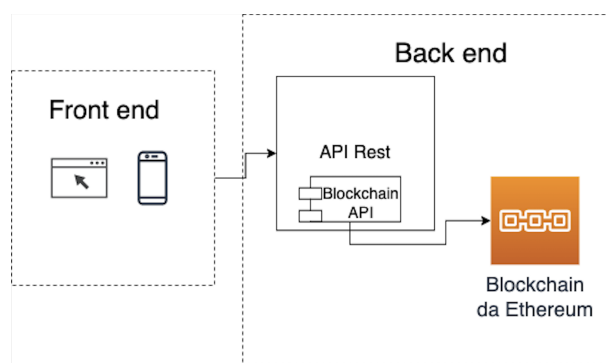 Front end
Back end
API Rest
Blockchain
API
Blockchain
da Ethereum